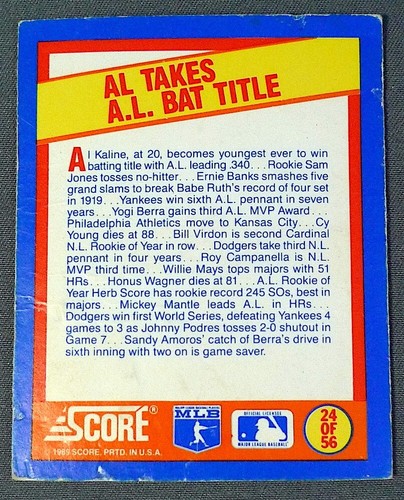 AL TAKES
A.L. BAT TITLE
Al Kaline, at 20, becomes youngest ever to win
batting title with A.L. leading .340. . .Rookie Sam
Jones tosses no-hitter. . .Ernie Banks smashes five
grand slams to break Babe Ruth's record of four set
in 1919. . .Yankees win sixth A.L. pennant in seven
years. . .Yogi Berra gains third A.L. MVP Award. . .
Philadelphia Athletics move to Kansas City. . .Cy
Young dies at 88. . .Bill Virdon is second Cardinal
N.L. Rookie of Year in row. . .Dodgers take third N.L.
pennant in four years. . .Roy Campanella is N.L.
MVP third time. . .Willie Mays tops majors with 51
HRs. . .Honus Wagner dies at 81. . .A.L. Rookie of
Year Herb Score has rookie record 245 SOs, best in
majors. . .Mickey Mantle leads A.L. in HRs. . .
Dodgers win first World Series, defeating Yankees 4
games to 3 as Johnny Podres tosses 2-0 shutout in
Game 7. . .Sandy Amoros' catch of Berra's drive in
sixth inning with two on is game saver.
SCORE®
© 1989 SCORE, PRTD. IN U.S.A.
MAJOR LEAGUE BASEBALL PLAYERS
MLB
OFFICIAL LICENSEE
MAJOR LEAGUE BASEBALL
24
OF
56